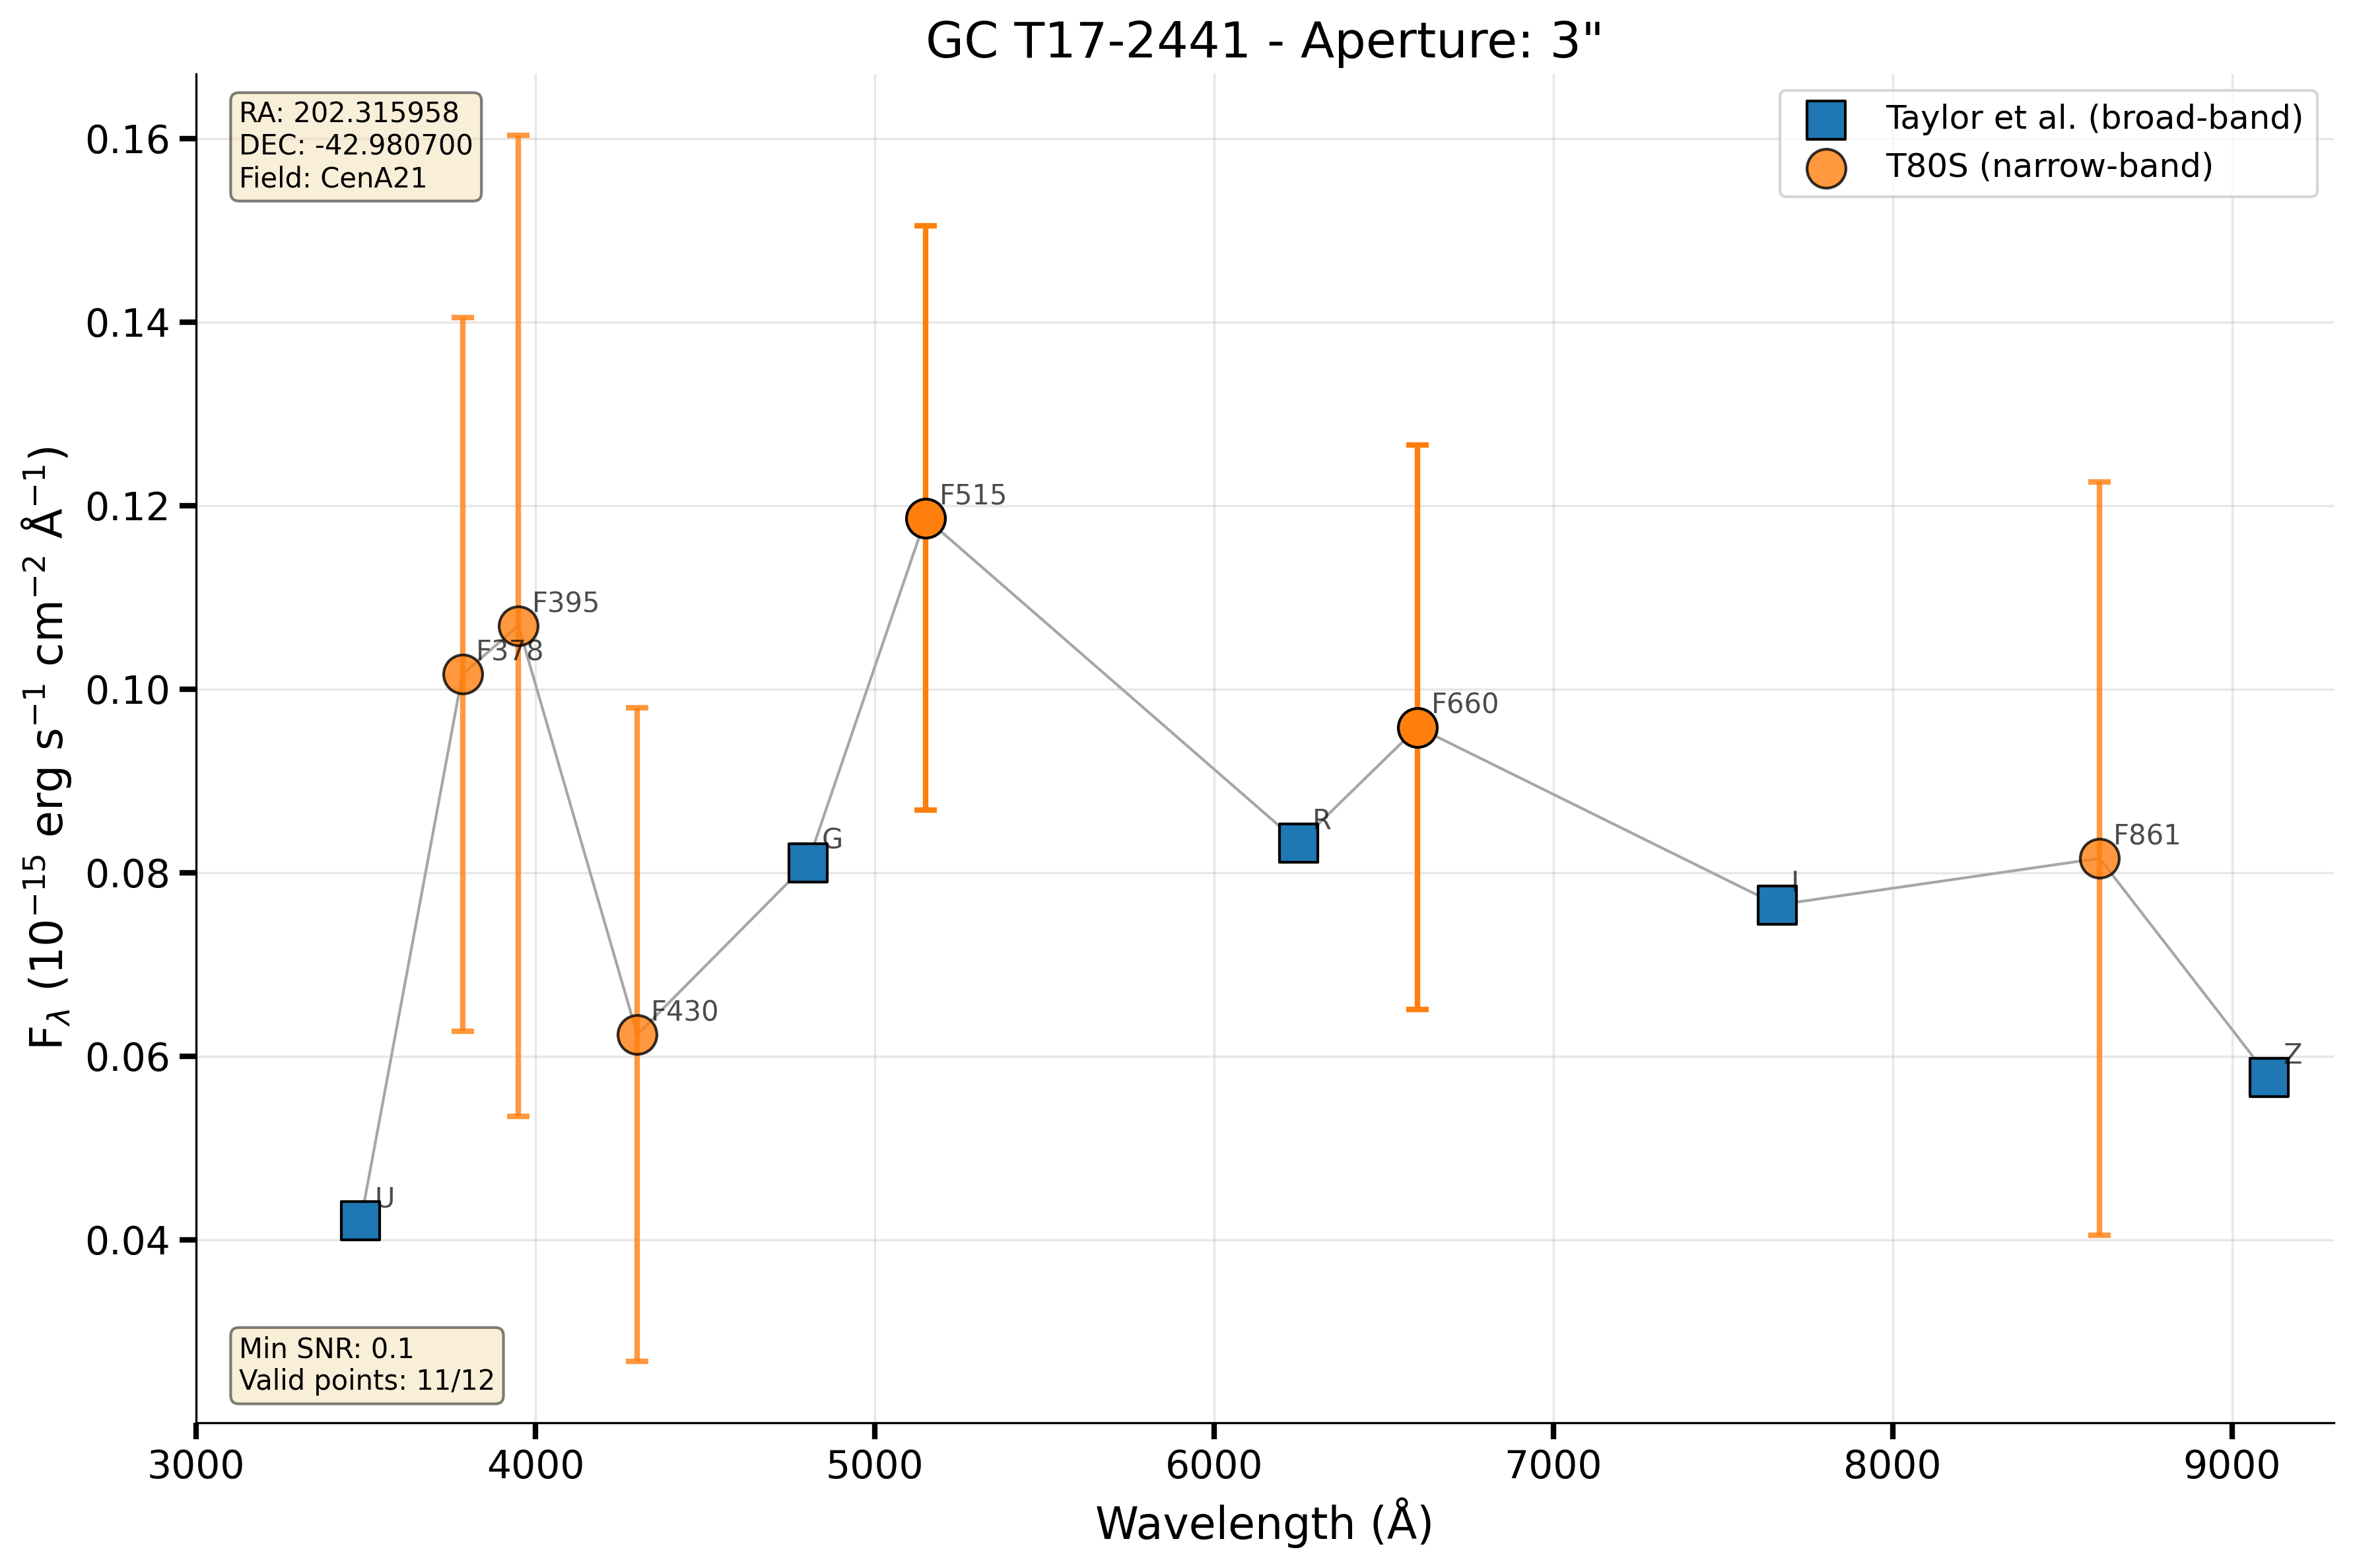 GC T17-2441 - Aperture: 3"
RA: 202.315958
DEC: -42.980700
Field: CenA21
Taylor et al. (broad-band)
T80S (narrow-band)
0.16
0.14
0.12
0.10
0.08
0.06
0.04
F_λ (10⁻¹⁵ erg s⁻¹ cm⁻² Å⁻¹)
U
F378
F395
F430
G
F515
R
F660
I
F861
Z
Min SNR: 0.1
Valid points: 11/12
3000 4000 5000 6000 7000 8000 9000
Wavelength (Å)